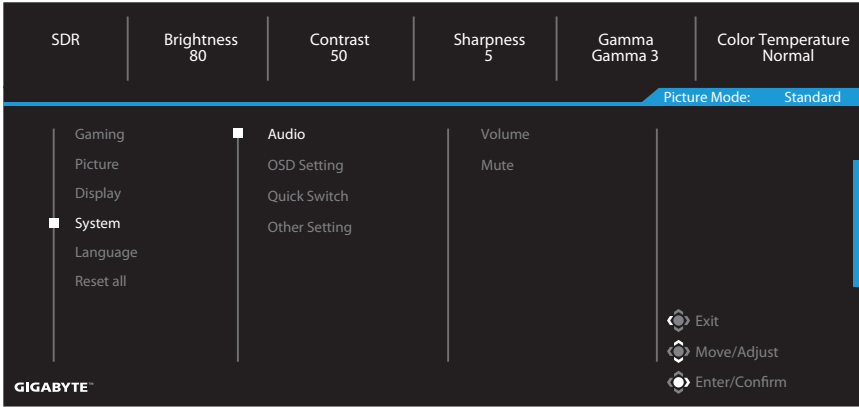 SDR
Brightness
80
Contrast
50
Sharpness
5
Gamma
Gamma 3
Color Temperature
Normal
Picture Mode: Standard
Gaming
Picture
Display
System
Language
Reset all
Audio
OSD Setting
Quick Switch
Other Setting
Volume
Mute
Exit
Move/Adjust
Enter/Confirm
GIGABYTE™